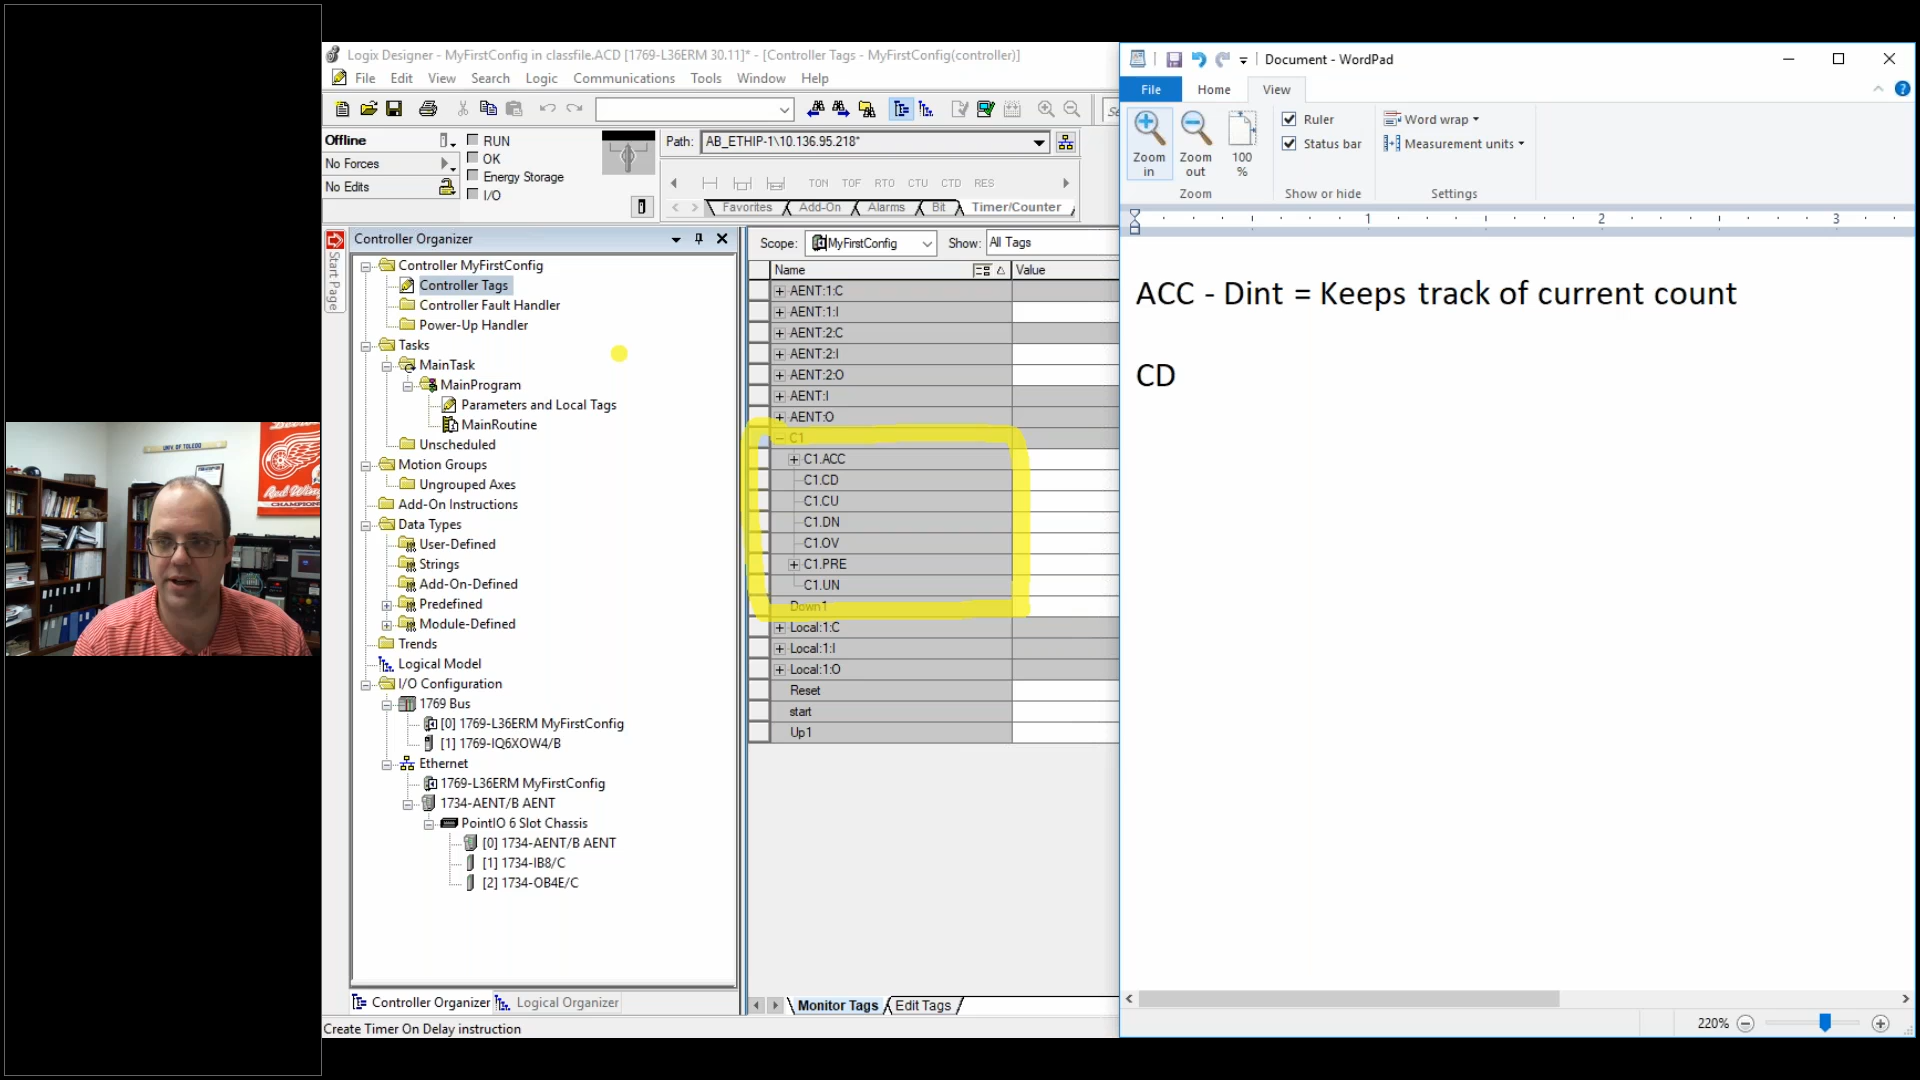 Logix Designer - MyFirstConfig in classfile.ACD [1769-L36ERM 30.11]* - [Controller Tags - MyFirstConfig(controller)]
File Edit View Search Logic Communications Tools Window Help
Offline
No Forces
No Edits
RUN
OK
Energy Storage
I/O
Path: AB_ETHIP-1\10.136.95.218*
TON TOF RTO CTU CTD RES
Favorites Add-On Alarms Bit Timer/Counter
Start Page
Controller Organizer
Controller MyFirstConfig
Controller Tags
Controller Fault Handler
Power-Up Handler
Tasks
MainTask
MainProgram
Parameters and Local Tags
MainRoutine
Unscheduled
Motion Groups
Ungrouped Axes
Add-On Instructions
Data Types
User-Defined
Strings
Add-On-Defined
Predefined
Module-Defined
Trends
Logical Model
I/O Configuration
1769 Bus
[0] 1769-L36ERM MyFirstConfig
[1] 1769-IQ6XOW4/B
Ethernet
1769-L36ERM MyFirstConfig
1734-AENT/B AENT
PointIO 6 Slot Chassis
[0] 1734-AENT/B AENT
[1] 1734-IB8/C
[2] 1734-OB4E/C
Controller Organizer Logical Organizer
Create Timer On Delay instruction
Scope: MyFirstConfig Show: All Tags
Name Value
AENT:1:C
AENT:1:I
AENT:2:C
AENT:2:I
AENT:2:O
AENT:I
AENT:O
C1
C1.ACC
C1.CD
C1.CU
C1.DN
C1.OV
C1.PRE
C1.UN
Down1
Local:1:C
Local:1:I
Local:1:O
Reset
start
Up1
Monitor Tags Edit Tags
Document - WordPad
File Home View
Zoom in
Zoom out
100 %
Zoom
Ruler
Status bar
Show or hide
Word wrap
Measurement units
Settings
1 2 3
ACC - Dint = Keeps track of current count
CD
220%
UNIV. OF TOLEDO
Red Wings
CHAMPION